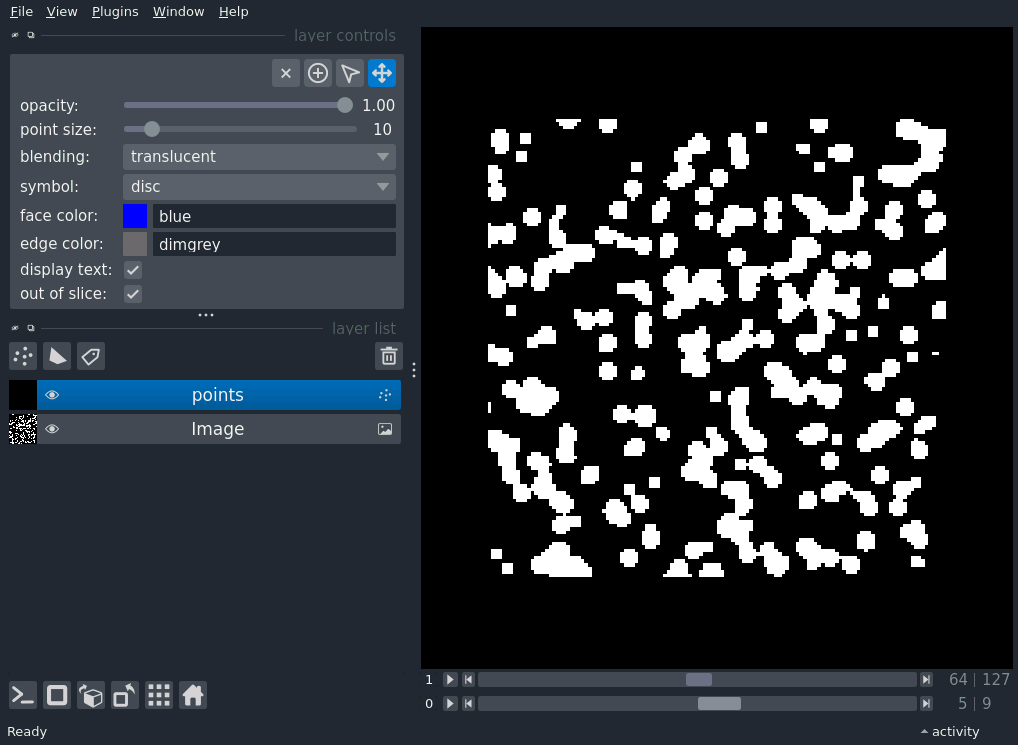 File View Plugins Window Help
layer controls
opacity: 1.00
point size: 10
blending: translucent
symbol: disc
face color: blue
edge color: dimgrey
display text:
out of slice:
layer list
points
Image
1 64 | 127
0 5 | 9
Ready activity